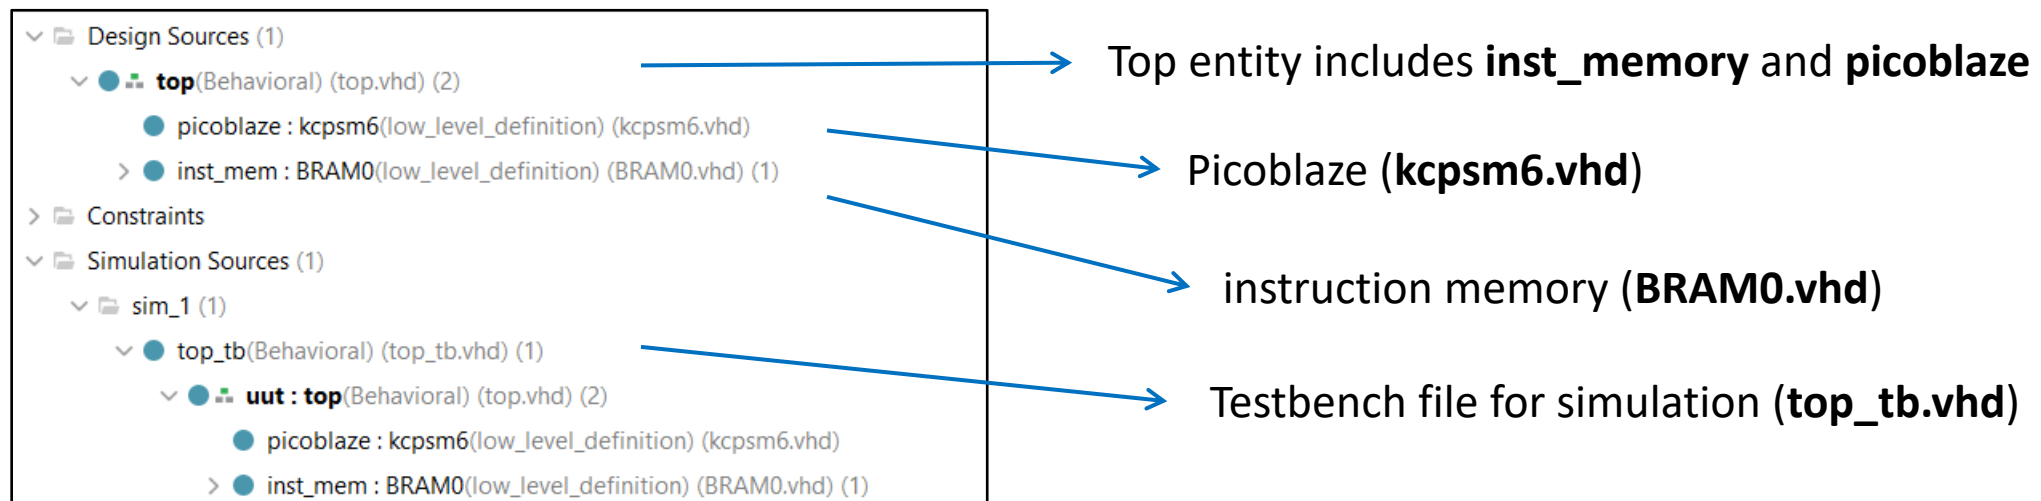 Design Sources (1)
top(Behavioral) (top.vhd) (2)
picoblaze : kcpsm6(low_level_definition) (kcpsm6.vhd)
inst_mem : BRAM0(low_level_definition) (BRAM0.vhd) (1)
Constraints
Simulation Sources (1)
sim_1 (1)
top_tb(Behavioral) (top_tb.vhd) (1)
uut : top(Behavioral) (top.vhd) (2)
picoblaze : kcpsm6(low_level_definition) (kcpsm6.vhd)
inst_mem : BRAM0(low_level_definition) (BRAM0.vhd) (1)
Top entity includes inst_memory and picoblaze
Picoblaze (kcpsm6.vhd)
instruction memory (BRAM0.vhd)
Testbench file for simulation (top_tb.vhd)